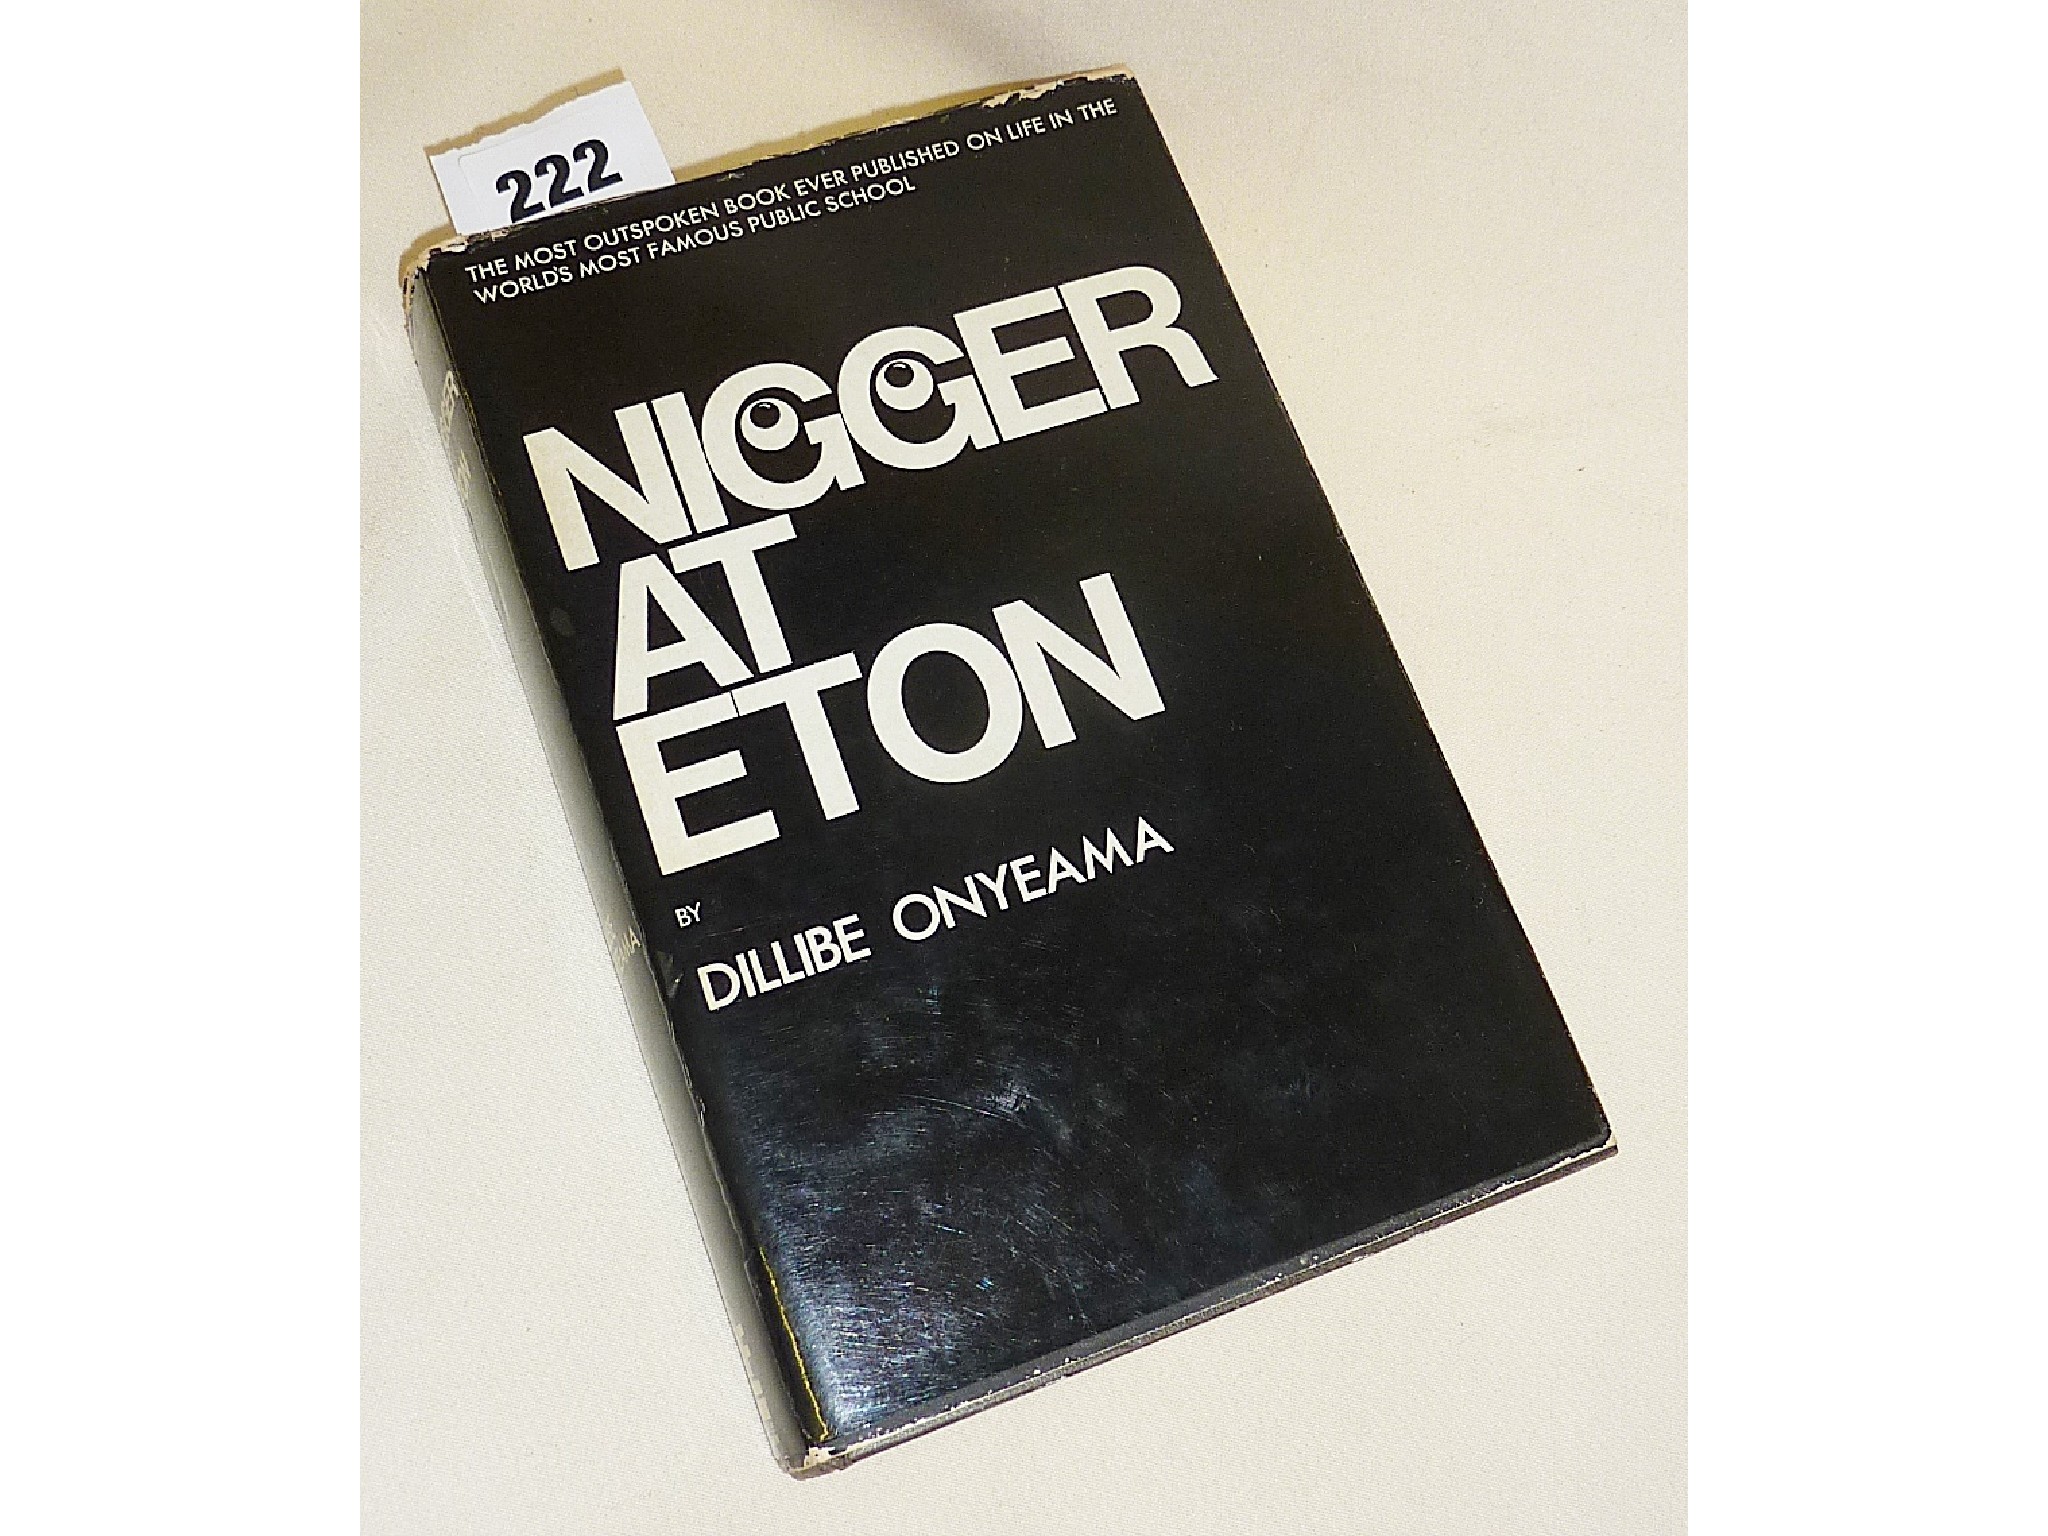 222
THE MOST OUTSPOKEN BOOK EVER PUBLISHED ON LIFE IN THE
WORLD'S MOST FAMOUS PUBLIC SCHOOL
NIGGER
AT
ETON
BY
DILLIBE ONYEAMA